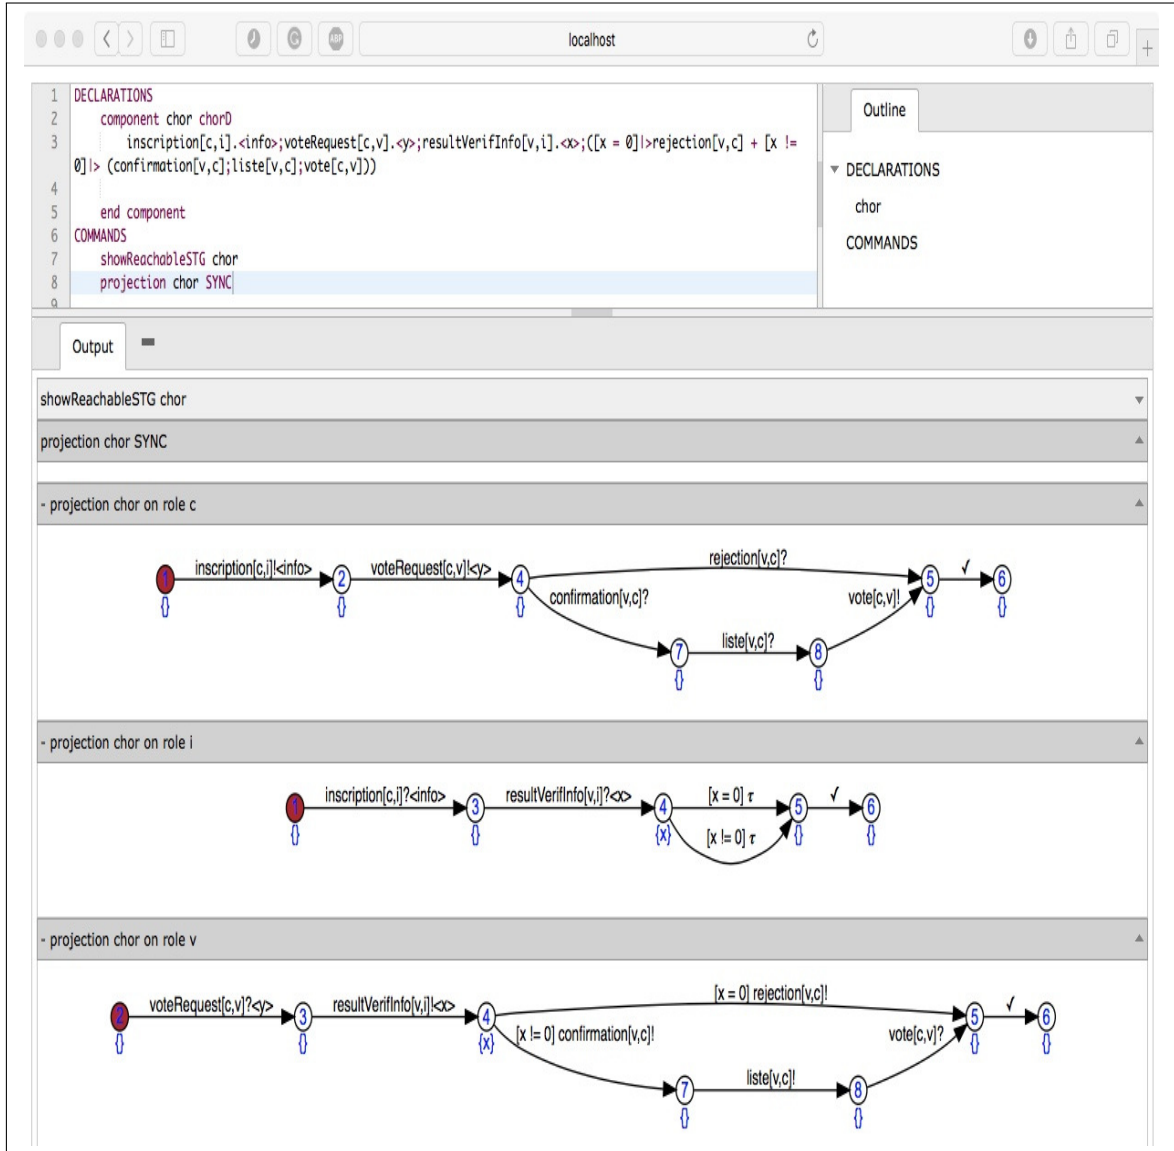 ABP
localhost
1 DECLARATIONS
2 component chor chorD
3 inscription[c,i].<info>;voteRequest[c,v].<y>;resultVerifInfo[v,i].<x>;([x = 0]|>rejection[v,c] + [x !=
0]|> (confirmation[v,c];liste[v,c];vote[c,v]))
4
5 end component
6 COMMANDS
7 showReachableSTG chor
8 projection chor SYNC
9
Outline
DECLARATIONS
chor
COMMANDS
Output
showReachableSTG chor
projection chor SYNC
- projection chor on role c
1 inscription[c,i]!<info> 2 voteRequest[c,v]!<y> 4 rejection[v,c]? 5 ✓ 6
{} {} {} {} {}
confirmation[v,c]? vote[c,v]!
7 liste[v,c]? 8
{} {}
- projection chor on role i
1 inscription[c,i]?<info> 3 resultVerifInfo[v,i]?<x> 4 [x = 0] τ 5 ✓ 6
{} {} {x} {} {}
[x != 0] τ
- projection chor on role v
2 voteRequest[c,v]?<y> 3 resultVerifInfo[v,i]!<x> 4 [x = 0] rejection[v,c]! 5 ✓ 6
{} {} {x} {} {}
[x != 0] confirmation[v,c]! vote[c,v]?
7 liste[v,c]! 8
{} {}